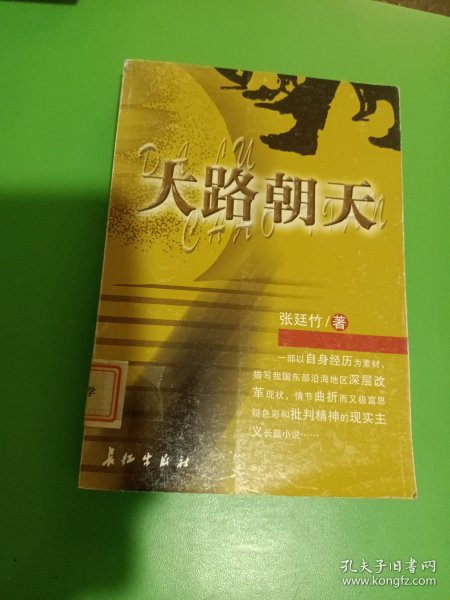 DA LU
大路朝天
CHAO TIAN
张廷竹/著
一部以自身经历为素材，
描写我国东部沿海地区深层改
革现状，情节曲折而又极富思
辩色彩和批判精神的现实主
义长篇小说……
学
长征出版社
孔夫子旧书网
www.kongfz.com